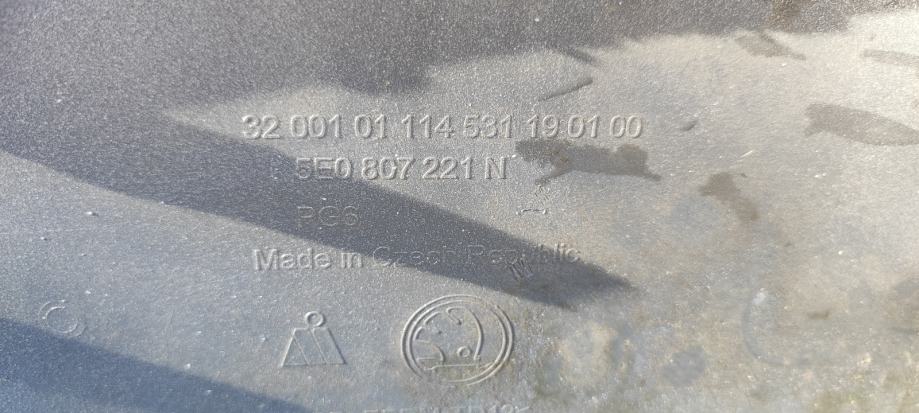 32 001 01 114 531 19 01 00
5E0 807 221 N
PG6
Made in Czech Republic